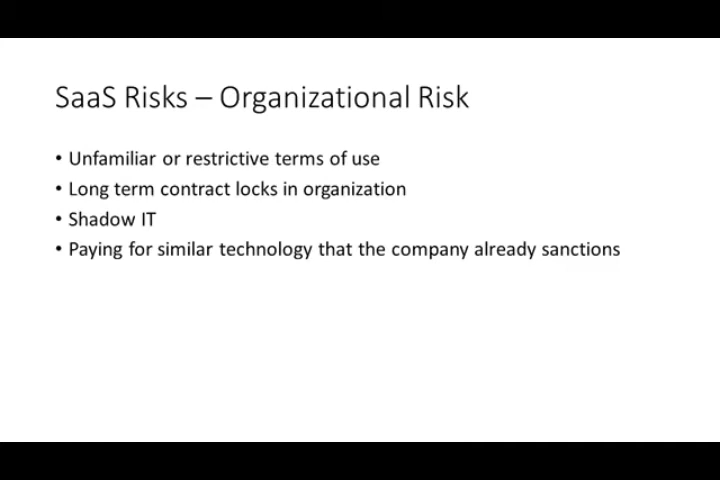 SaaS Risks – Organizational Risk
• Unfamiliar or restrictive terms of use
• Long term contract locks in organization
• Shadow IT
• Paying for similar technology that the company already sanctions